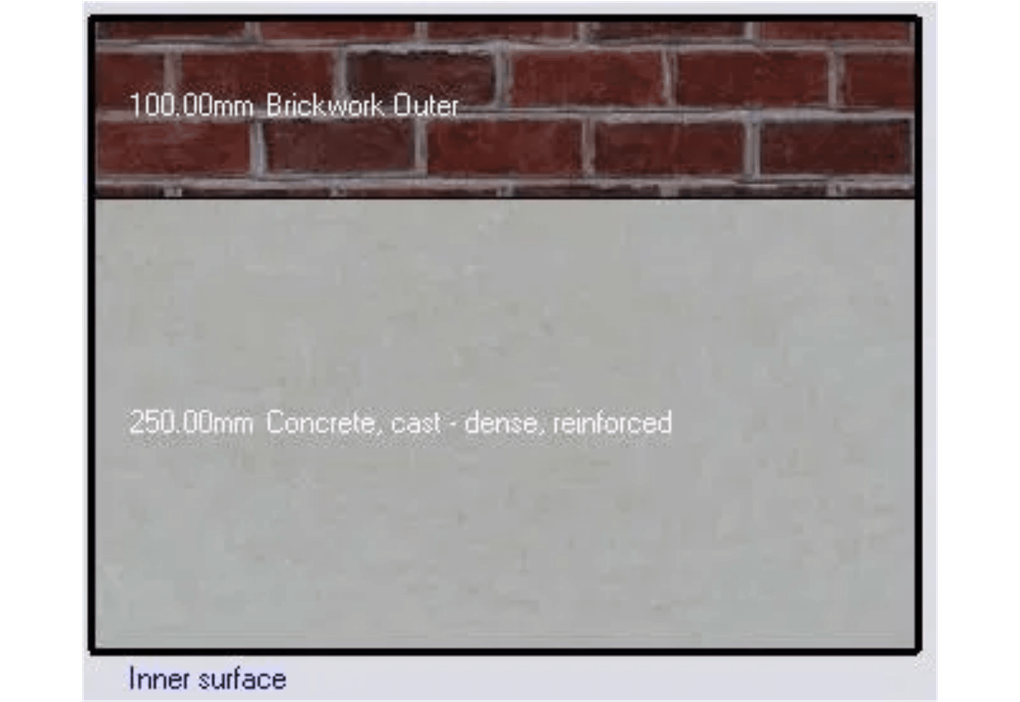 100.00mm Brickwork Outer
250.00mm Concrete, cast - dense, reinforced
Inner surface